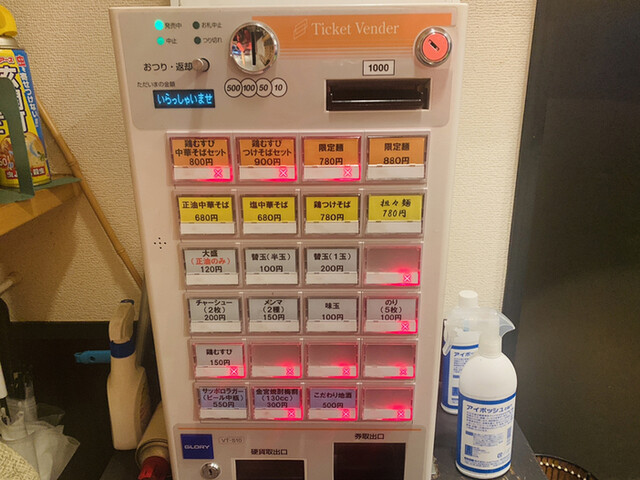 発売中
お札中止
中止
つり切れ
Ticket Vender
おつり・返却
ただいまの金額
いらっしゃいませ
500 100 50 10
1000
鶏むすび
中華そばセット
800円
鶏むすび
つけそばセット
900円
限定麺
780円
限定麺
880円
正油中華そば
680円
塩中華そば
680円
鶏つけそば
780円
担々麺
780円
大盛
(正油のみ)
120円
替玉(半玉)
100円
替玉(1玉)
200円
チャーシュー
(2枚)
200円
メンマ
(2種)
150円
味玉
100円
のり
(5枚)
100円
鶏むすび
150円
サッポロラガー
(ビール中瓶)
550円
(130cc)
300円
こだわり地酒
500円
GLORY
硬貨取出口
券取出口
アイポッシュ
アイポッシュ